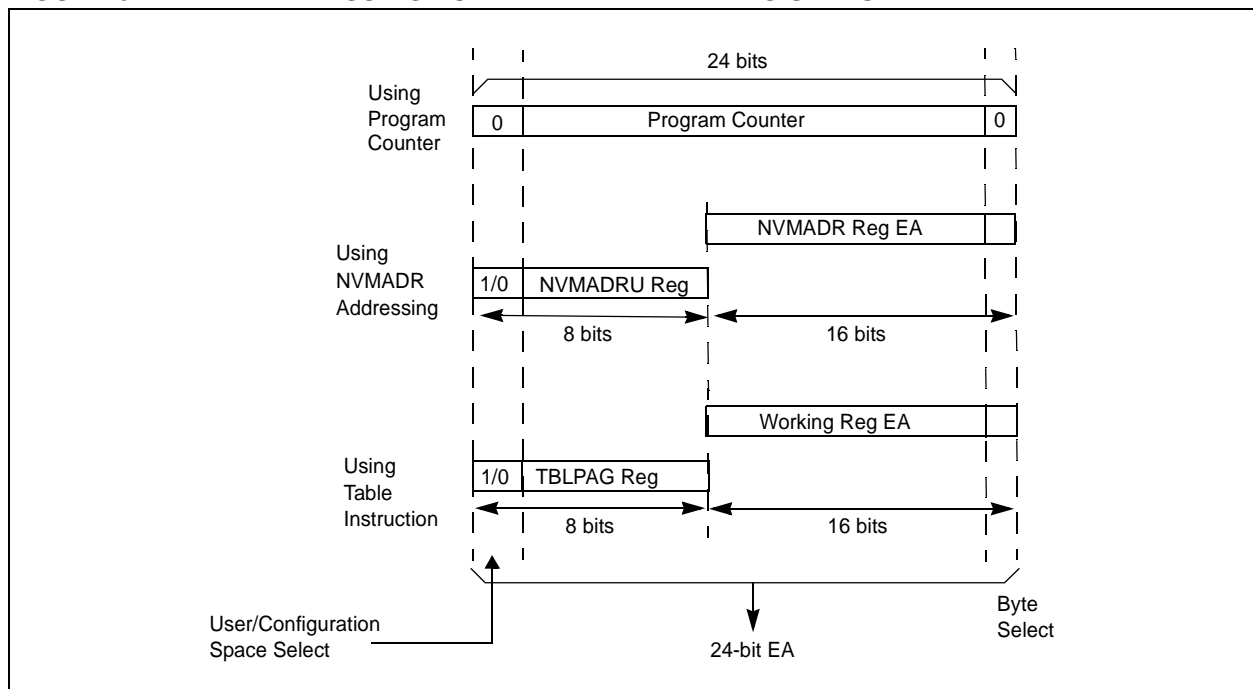 24 bits
Using
Program
Counter
0
Program Counter
0
NVMADR Reg EA
Using
NVMADR
Addressing
1/0
NVMADRU Reg
8 bits
16 bits
Working Reg EA
Using
Table
Instruction
1/0
TBLPAG Reg
8 bits
16 bits
User/Configuration
Space Select
24-bit EA
Byte
Select